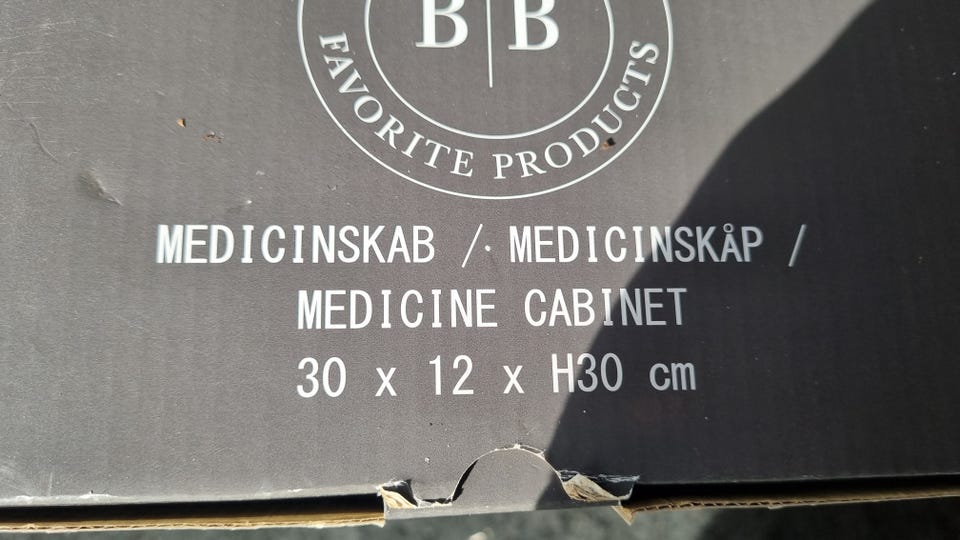 B | B
FAVORITE PRODUCTS
MEDICINSKAB / MEDICINSKÅP /
MEDICINE CABINET
30 x 12 x H30 cm